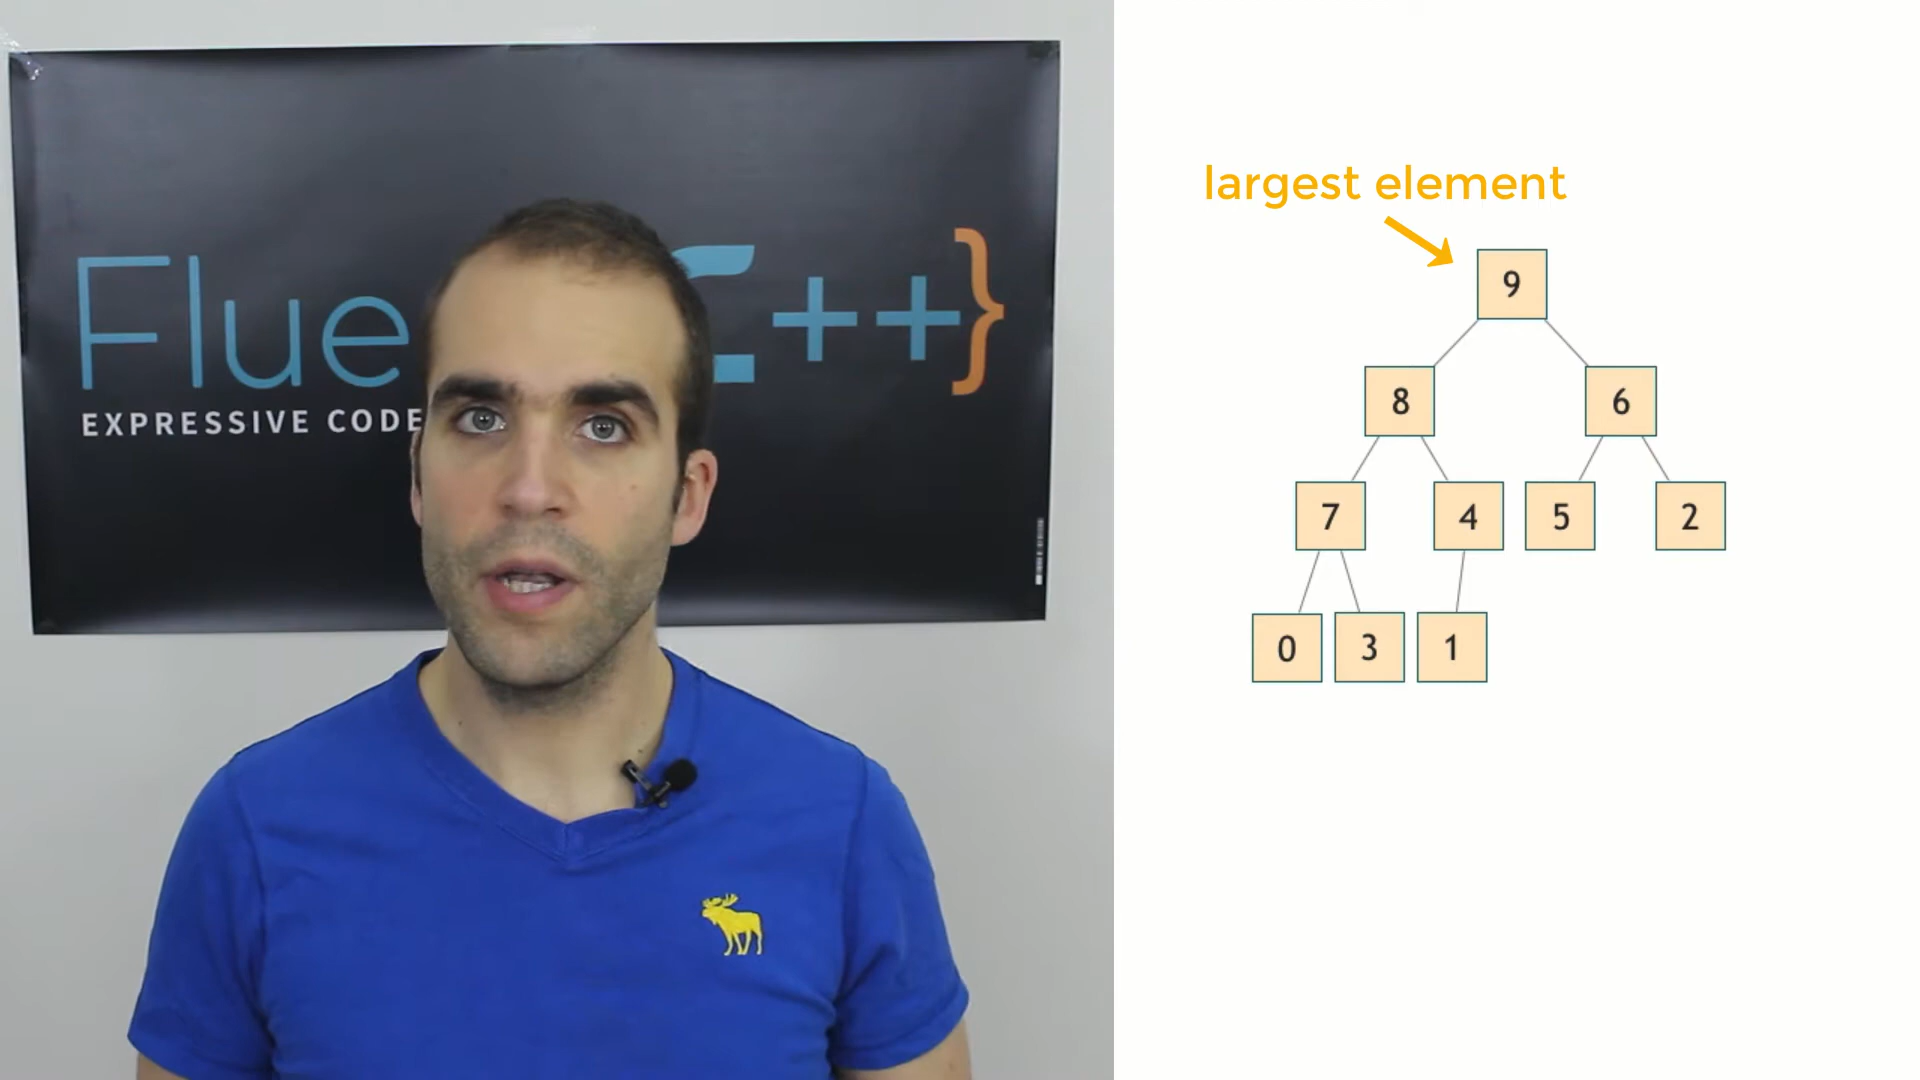 Flue C++}
EXPRESSIVE CODE
largest element
9
8 6
7 4 5 2
0 3 1